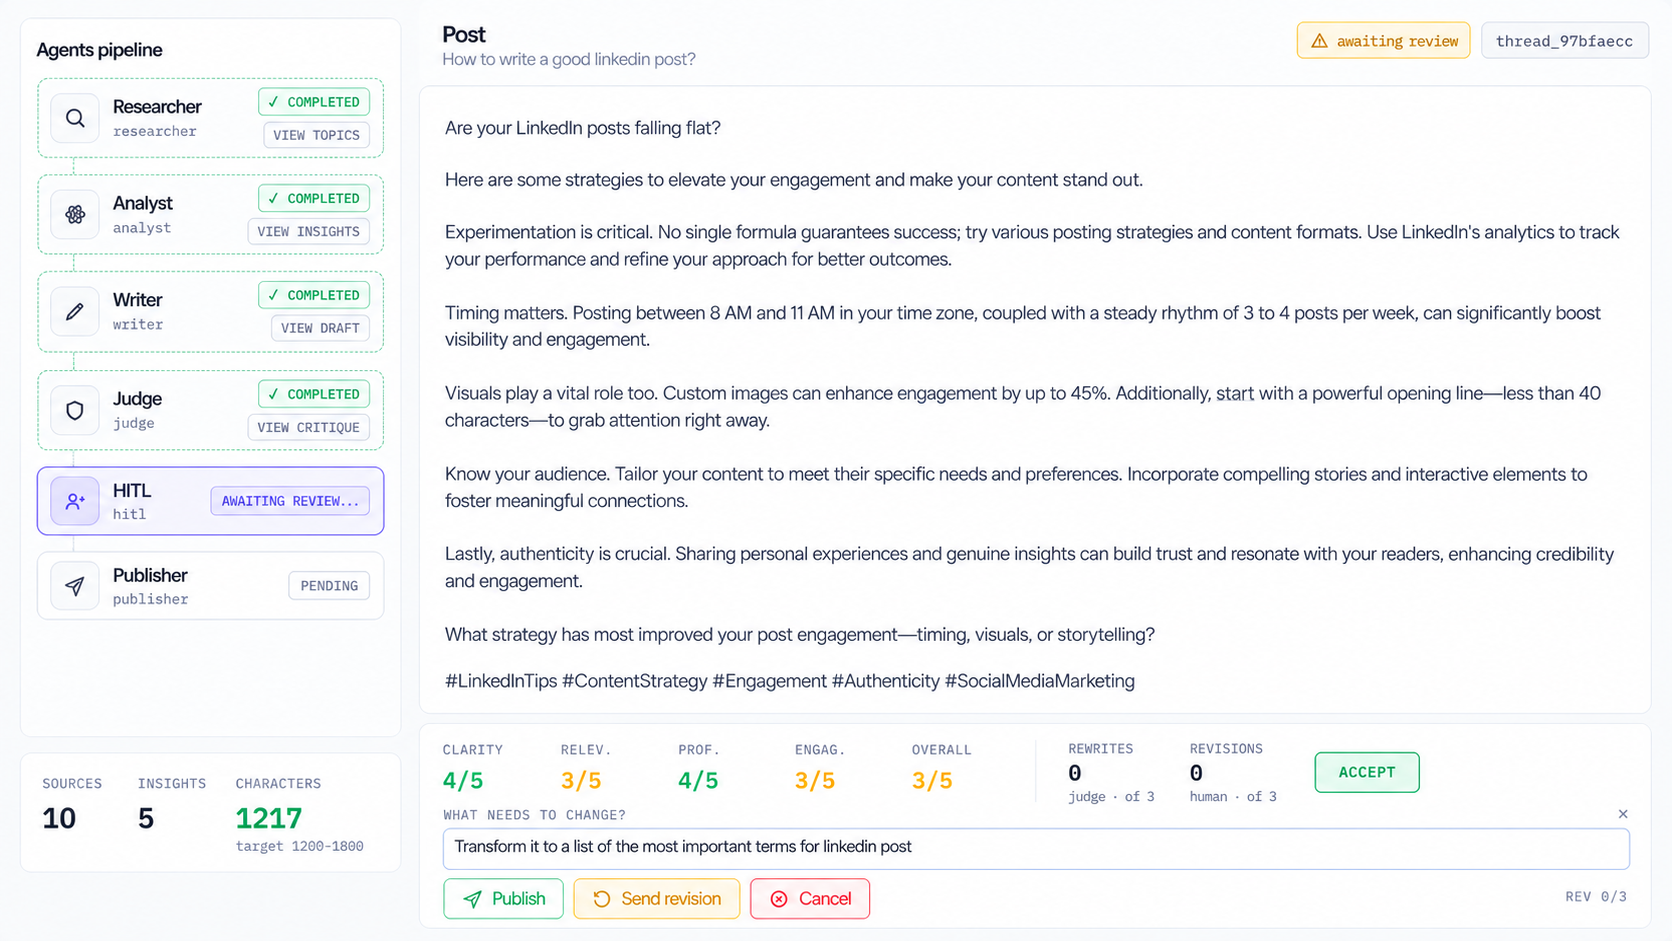 Agents pipeline
Researcher
researcher
✓ COMPLETED
VIEW TOPICS
Analyst
analyst
✓ COMPLETED
VIEW INSIGHTS
Writer
writer
✓ COMPLETED
VIEW DRAFT
Judge
judge
✓ COMPLETED
VIEW CRITIQUE
HITL
hitl
AWAITING REVIEW...
Publisher
publisher
PENDING
SOURCES
10
INSIGHTS
5
CHARACTERS
1217
target 1200-1800
Post
How to write a good linkedin post?
awaiting review
thread_97bfaecc
Are your LinkedIn posts falling flat?
Here are some strategies to elevate your engagement and make your content stand out.
Experimentation is critical. No single formula guarantees success; try various posting strategies and content formats. Use LinkedIn's analytics to track
your performance and refine your approach for better outcomes.
Timing matters. Posting between 8 AM and 11 AM in your time zone, coupled with a steady rhythm of 3 to 4 posts per week, can significantly boost
visibility and engagement.
Visuals play a vital role too. Custom images can enhance engagement by up to 45%. Additionally, start with a powerful opening line—less than 40
characters—to grab attention right away.
Know your audience. Tailor your content to meet their specific needs and preferences. Incorporate compelling stories and interactive elements to
foster meaningful connections.
Lastly, authenticity is crucial. Sharing personal experiences and genuine insights can build trust and resonate with your readers, enhancing credibility
and engagement.
What strategy has most improved your post engagement—timing, visuals, or storytelling?
#LinkedInTips #ContentStrategy #Engagement #Authenticity #SocialMediaMarketing
CLARITY
4/5
RELEV.
3/5
PROF.
4/5
ENGAG.
3/5
OVERALL
3/5
REWRITES
0
judge · of 3
REVISIONS
0
human · of 3
ACCEPT
WHAT NEEDS TO CHANGE?
×
Transform it to a list of the most important terms for linkedin post
Publish
Send revision
Cancel
REV 0/3